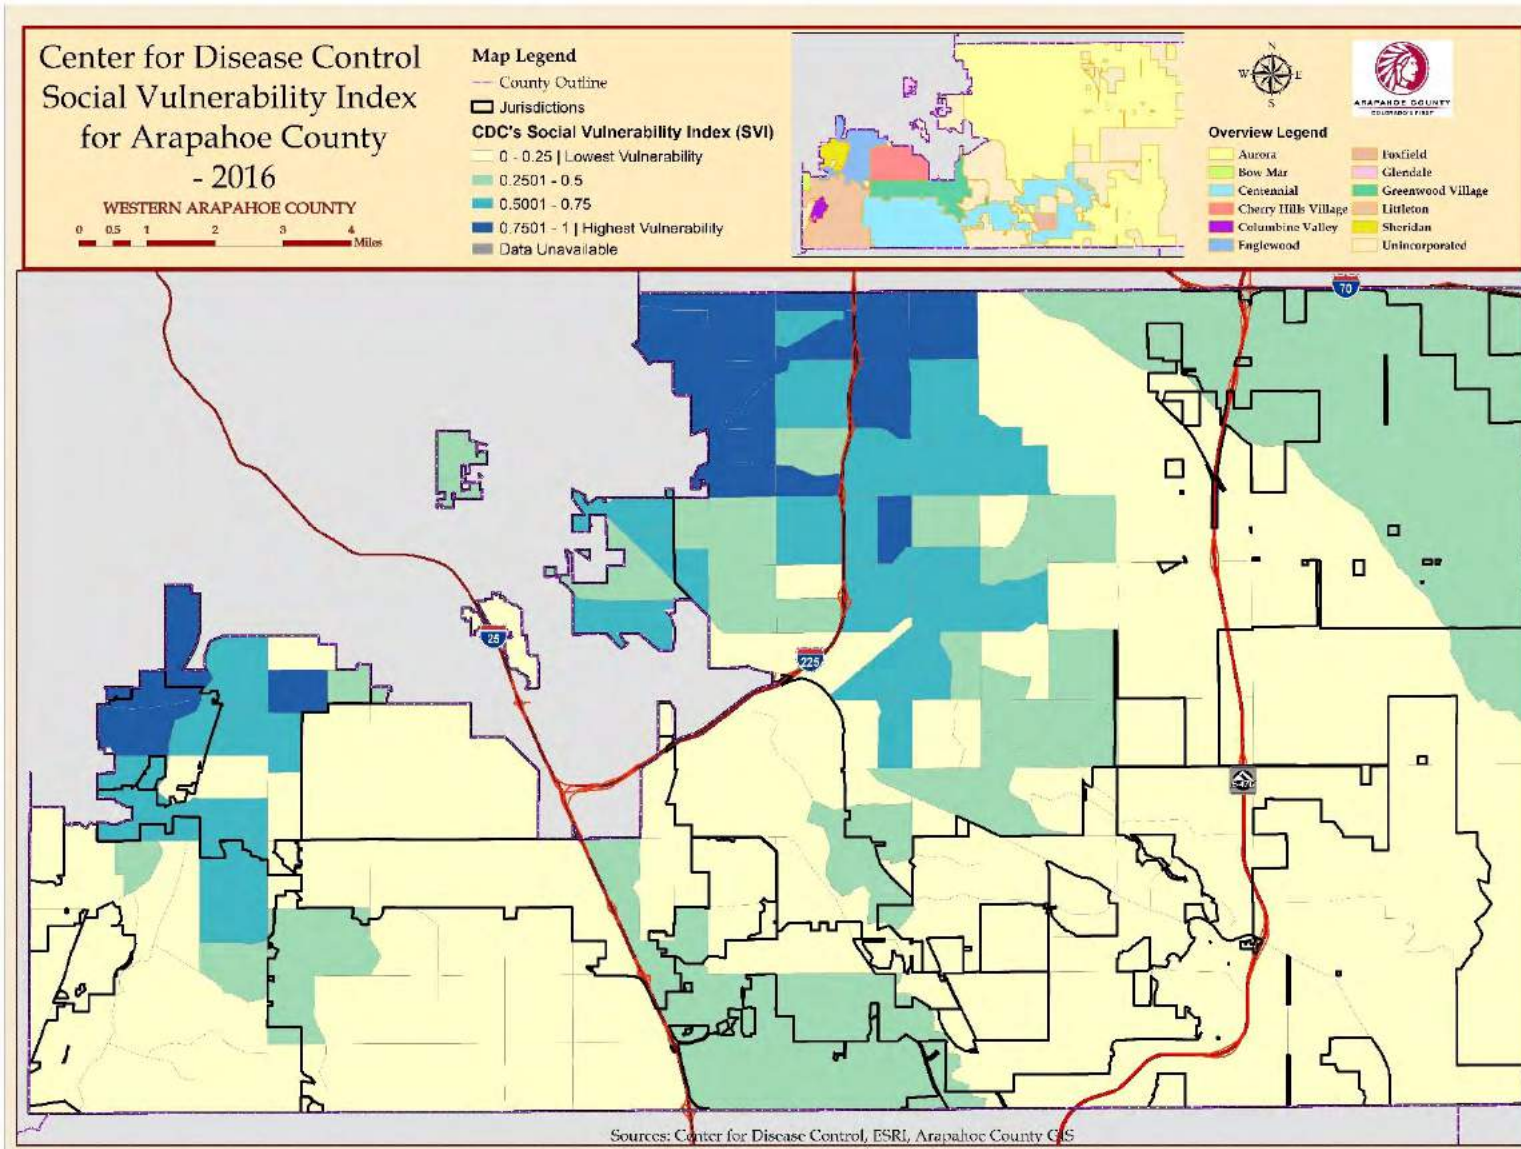 Center for Disease Control
Social Vulnerability Index
for Arapahoe County
- 2016
WESTERN ARAPAHOE COUNTY
0 0.5 1 2 3 4
Miles
Map Legend
County Outline
Jurisdictions
CDC's Social Vulnerability Index (SVI)
0 - 0.25 | Lowest Vulnerability
0.2501 - 0.5
0.5001 - 0.75
0.7501 - 1 | Highest Vulnerability
Data Unavailable
N
W E
S
ARAPAHOE COUNTY
COLORADO'S FIRST
Overview Legend
Aurora
Bow Mar
Centennial
Cherry Hills Village
Columbine Valley
Englewood
Foxfield
Glendale
Greenwood Village
Littleton
Sheridan
Unincorporated
70
25
225
Sources: Center for Disease Control, ESRI, Arapahoe County GIS